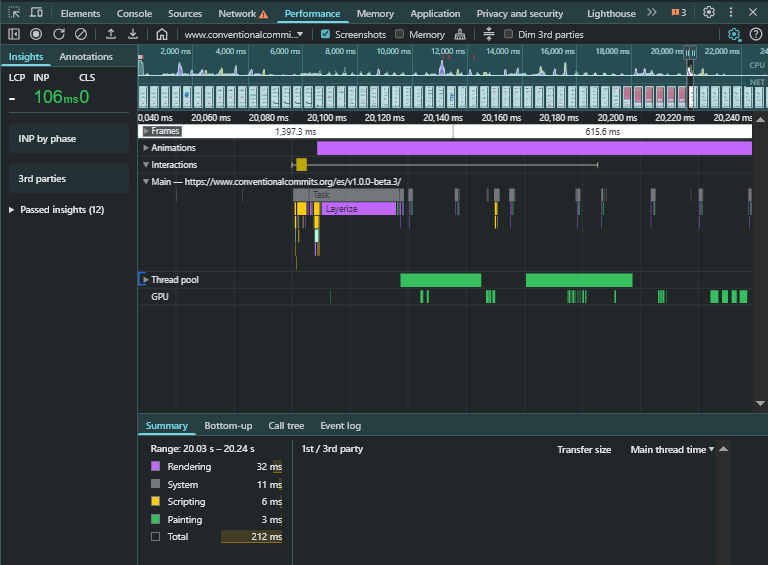 Elements Console Sources Network Performance Memory Application Privacy and security Lighthouse 3
www.conventionalcommi... Screenshots Memory Dim 3rd parties
Insights Annotations
LCP INP CLS
- 106ms 0
INP by phase
3rd parties
Passed insights (12)
2,000 ms 4,000 ms 6,000 ms 8,000 ms 10,000 ms 12,000 ms 14,000 ms 16,000 ms 18,000 ms 20,000 ms 22,000 ms 24,0
CPU
NET
0,040 ms 20,060 ms 20,080 ms 20,100 ms 20,120 ms 20,140 ms 20,160 ms 20,180 ms 20,200 ms 20,220 ms 20,240 ms
Frames 1,397.3 ms 615.6 ms
Animations
Interactions
Main — https://www.conventionalcommits.org/es/v1.0.0-beta.3/
Task
Layerize
Thread pool
GPU
Summary Bottom-up Call tree Event log
Range: 20.03 s – 20.24 s
Rendering 32 ms
System 11 ms
Scripting 6 ms
Painting 3 ms
Total 212 ms
1st / 3rd party Transfer size Main thread time